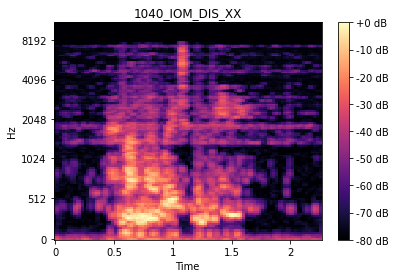 1040_IOM_DIS_XX
8192
4096
2048
1024
512
0
Hz
0
0.5
1
1.5
2
Time
+0 dB
-10 dB
-20 dB
-30 dB
-40 dB
-50 dB
-60 dB
-70 dB
-80 dB